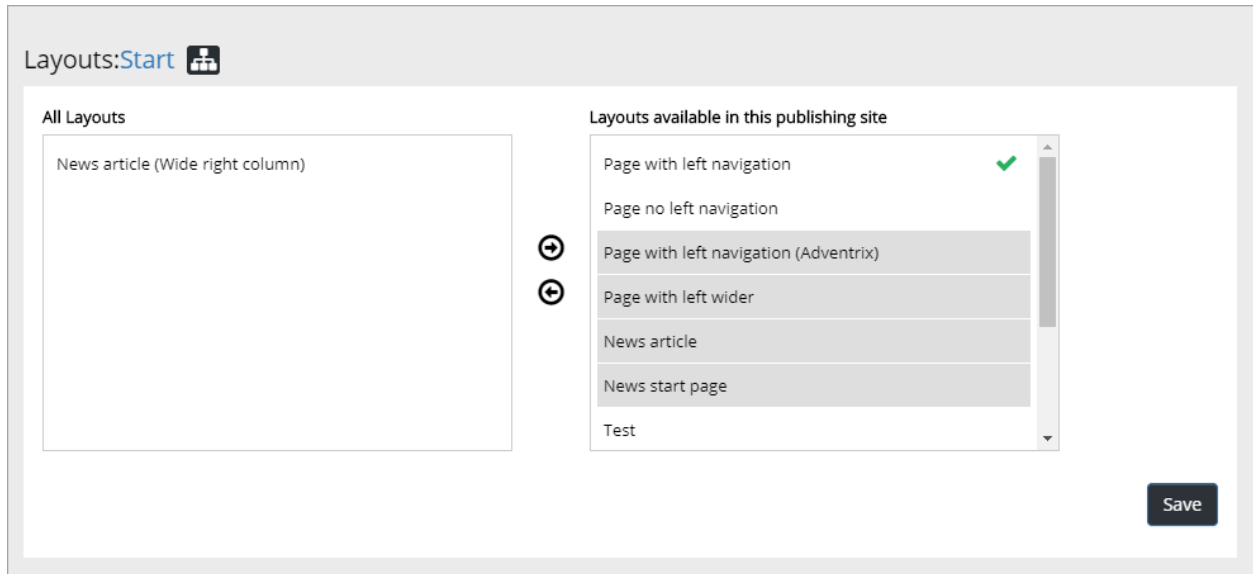 Layouts:Start
All Layouts
News article (Wide right column)
Layouts available in this publishing site
Page with left navigation
Page no left navigation
Page with left navigation (Adventrix)
Page with left wider
News article
News start page
Test
Save